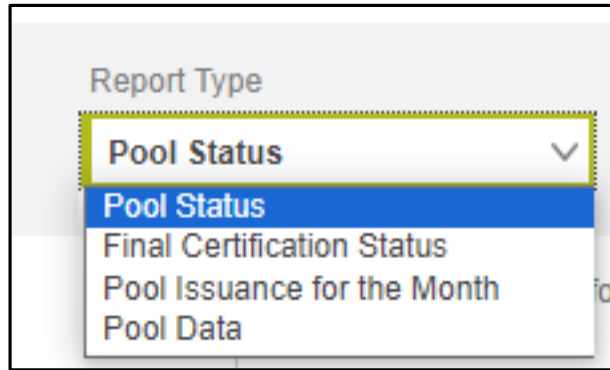 Report Type
Pool Status
Pool Status
Final Certification Status
Pool Issuance for the Month
Pool Data